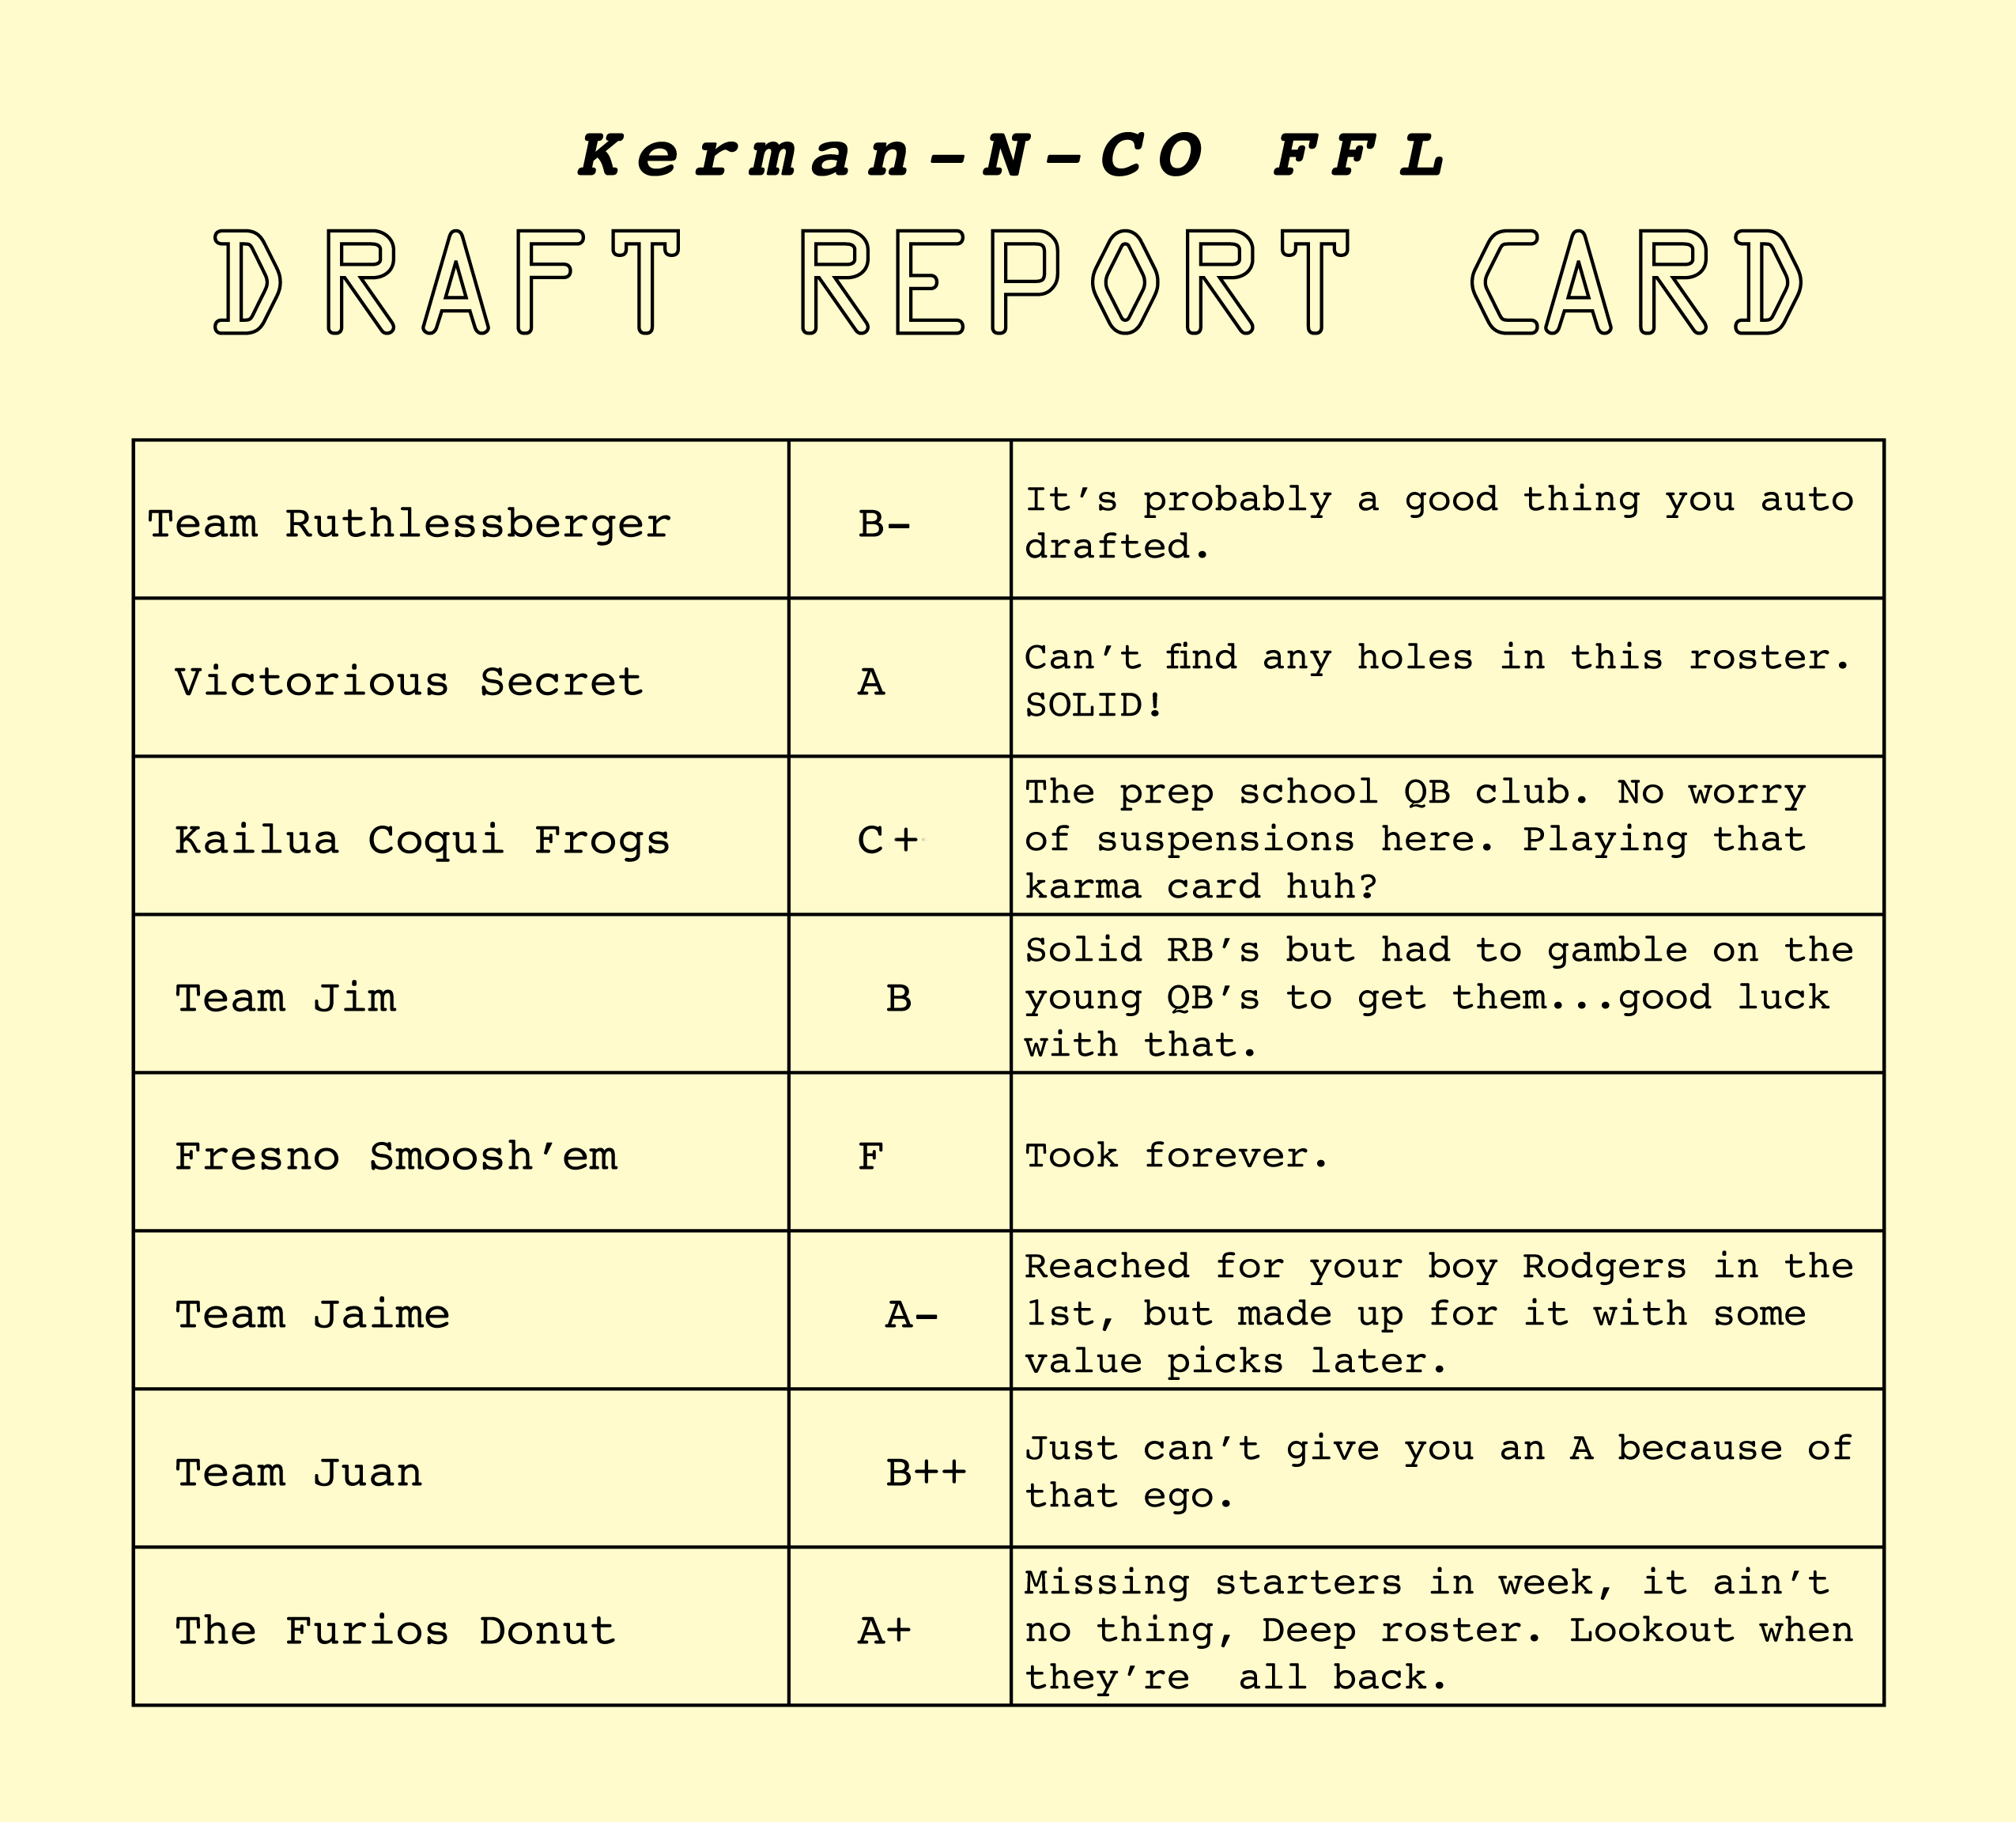 Kerman-N-CO FFL
DRAFT REPORT CARD
Team Ruthlessberger
B-
It's probably a good thing you auto
drafted.
Victorious Secret
A
Can't find any holes in this roster.
SOLID!
Kailua Coqui Frogs
C+
The prep school QB club. No worry
of suspensions here. Playing that
karma card huh?
Team Jim
B
Solid RB's but had to gamble on the
young QB's to get them...good luck
with that.
Fresno Smoosh'em
F
Took forever.
Team Jaime
A-
Reached for your boy Rodgers in the
1st, but made up for it with some
value picks later.
Team Juan
B++
Just can't give you an A because of
that ego.
The Furios Donut
A+
Missing starters in week, it ain't
no thing, Deep roster. Lookout when
they're  all back.